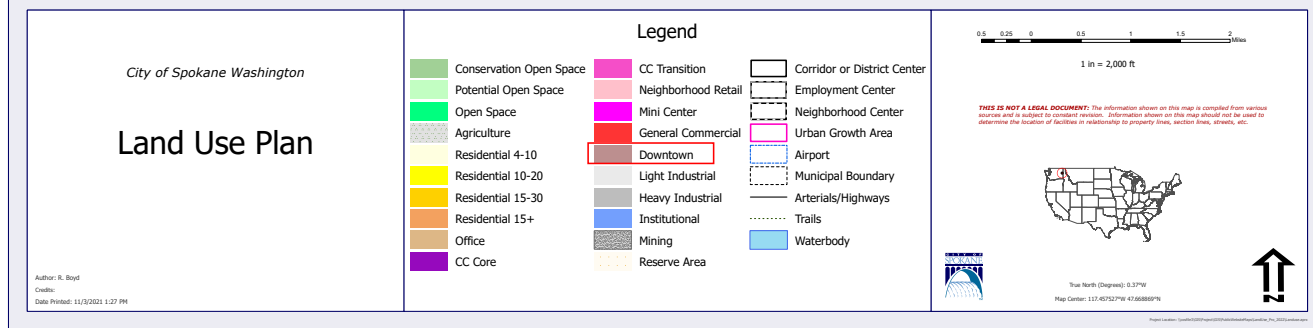 City of Spokane Washington
Land Use Plan
Author: R. Boyd
Credits:
Date Printed: 11/3/2021 1:27 PM
Legend
Conservation Open Space
Potential Open Space
Open Space
Agriculture
Residential 4-10
Residential 10-20
Residential 15-30
Residential 15+
Office
CC Core
CC Transition
Neighborhood Retail
Mini Center
General Commercial
Downtown
Light Industrial
Heavy Industrial
Institutional
Mining
Reserve Area
Corridor or District Center
Employment Center
Neighborhood Center
Urban Growth Area
Airport
Municipal Boundary
Arterials/Highways
Trails
Waterbody
0.5 0.25 0 0.5 1 1.5 2
Miles
1 in = 2,000 ft
THIS IS NOT A LEGAL DOCUMENT: The information shown on this map is compiled from various
sources and is subject to constant revision. Information shown on this map should not be used to
determine the location of facilities in relationship to property lines, section lines, streets, etc.
CITY OF
SPOKANE
True North (Degrees): 0.37°W
Map Center: 117.457527°W 47.668869°N
N
Project Location: